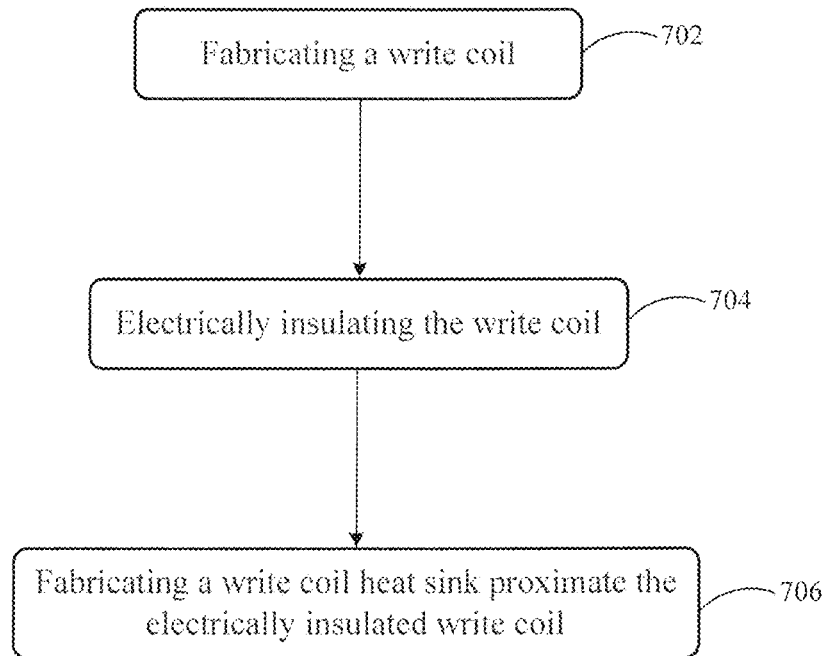 Fabricating a write coil
702
Electrically insulating the write coil
704
Fabricating a write coil heat sink proximate the
electrically insulated write coil
706